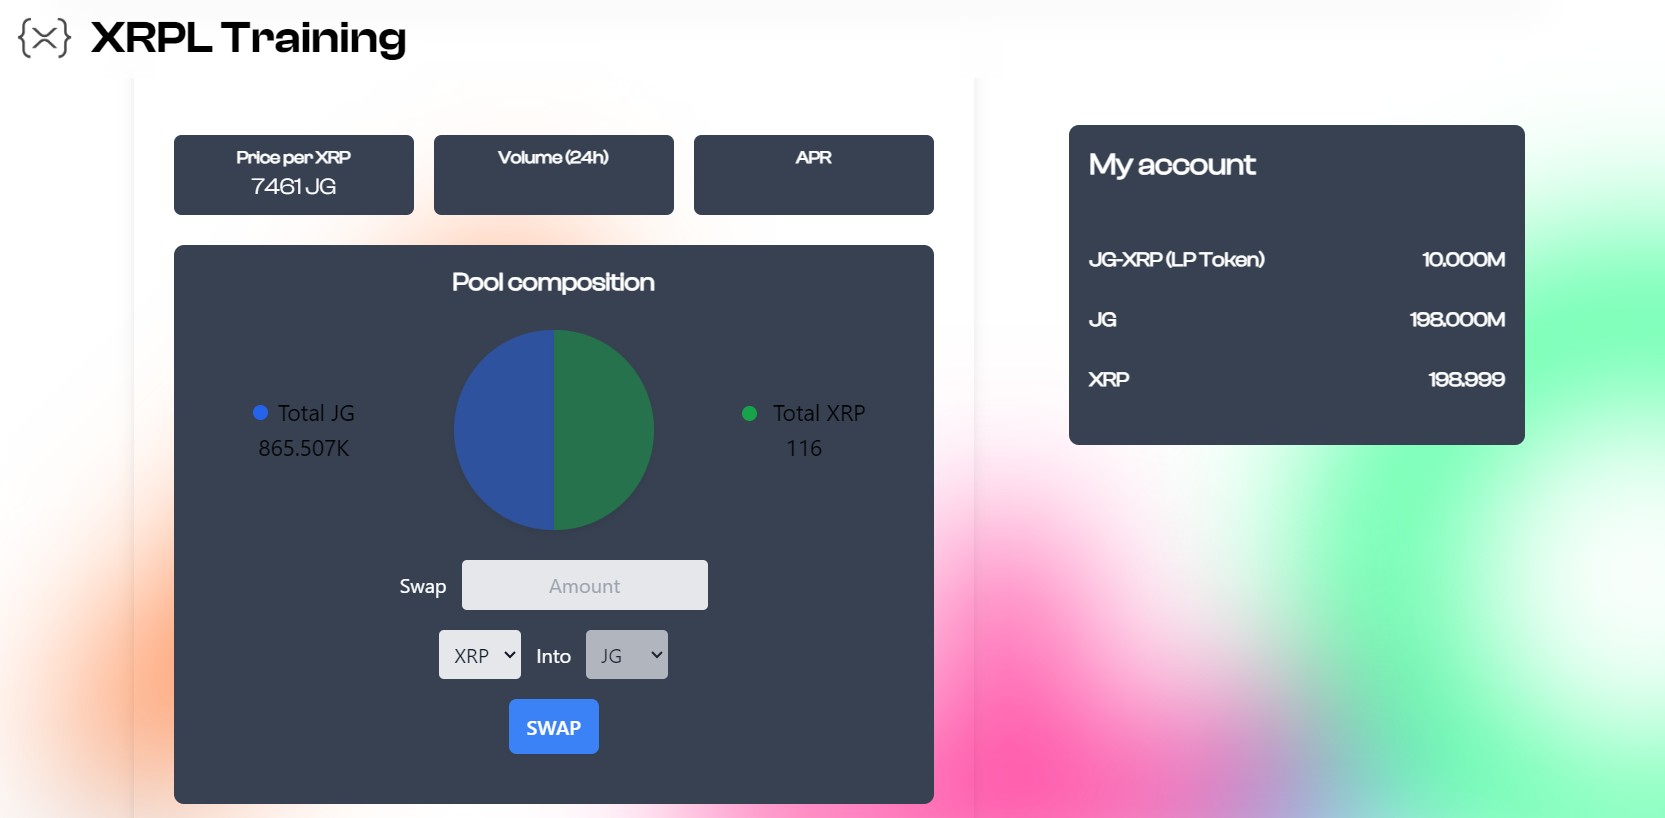 XRPL Training
Price per XRP
7461 JG
Volume (24h)
APR
Pool composition
Total JG
865.507K
Total XRP
116
Swap Amount
XRP Into JG
SWAP
My account
JG-XRP (LP Token) 10.000M
JG 198.000M
XRP 198.999